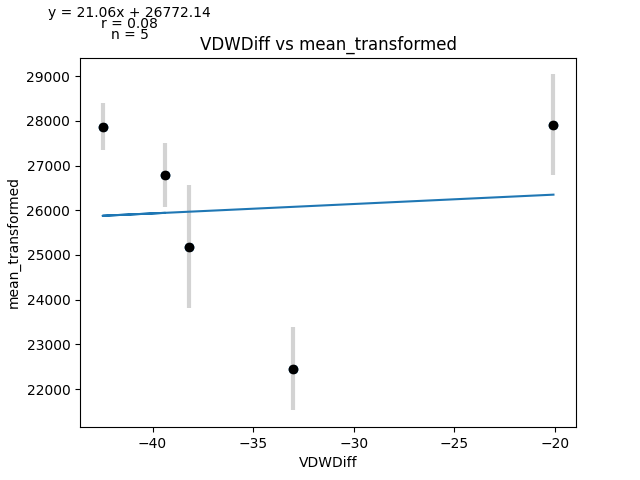 y = 21.06x + 26772.14
r = 0.08
n = 5
VDWDiff vs mean_transformed
29000
28000
27000
26000
25000
24000
23000
22000
mean_transformed
−40
−35
−30
−25
−20
VDWDiff